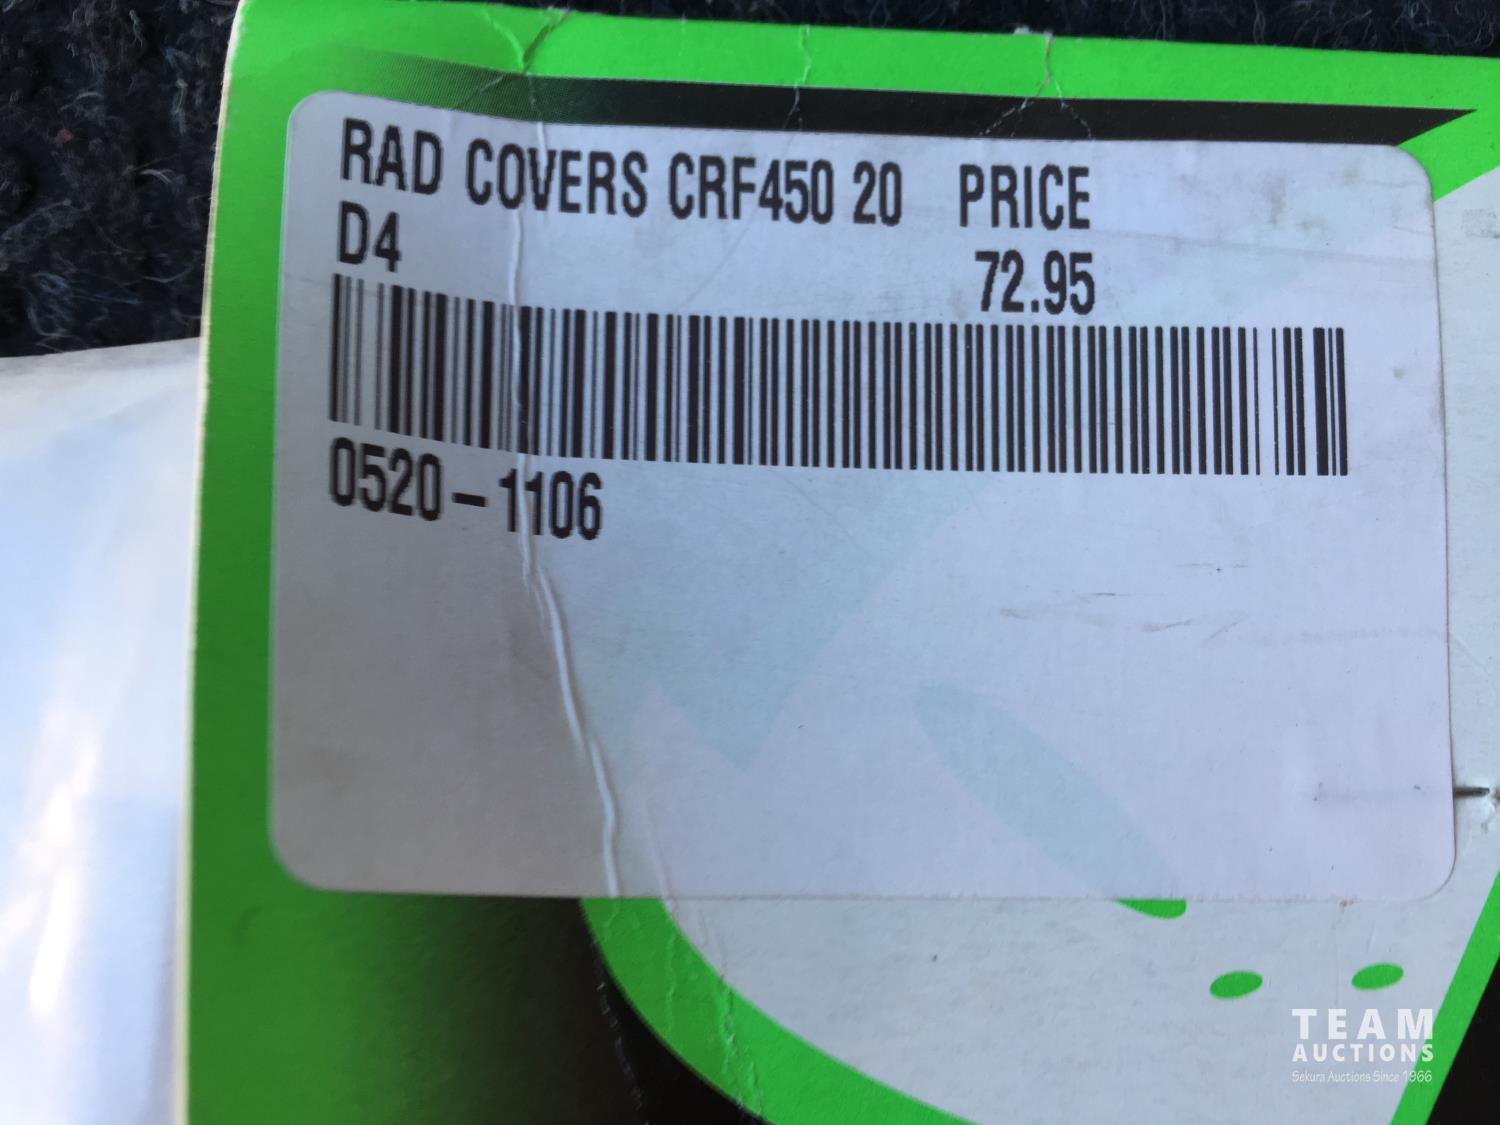 RAD COVERS CRF450 20 PRICE
D4 72.95
0520-1106
TEAM
AUCTIONS
Sekura Auctions Since 1966